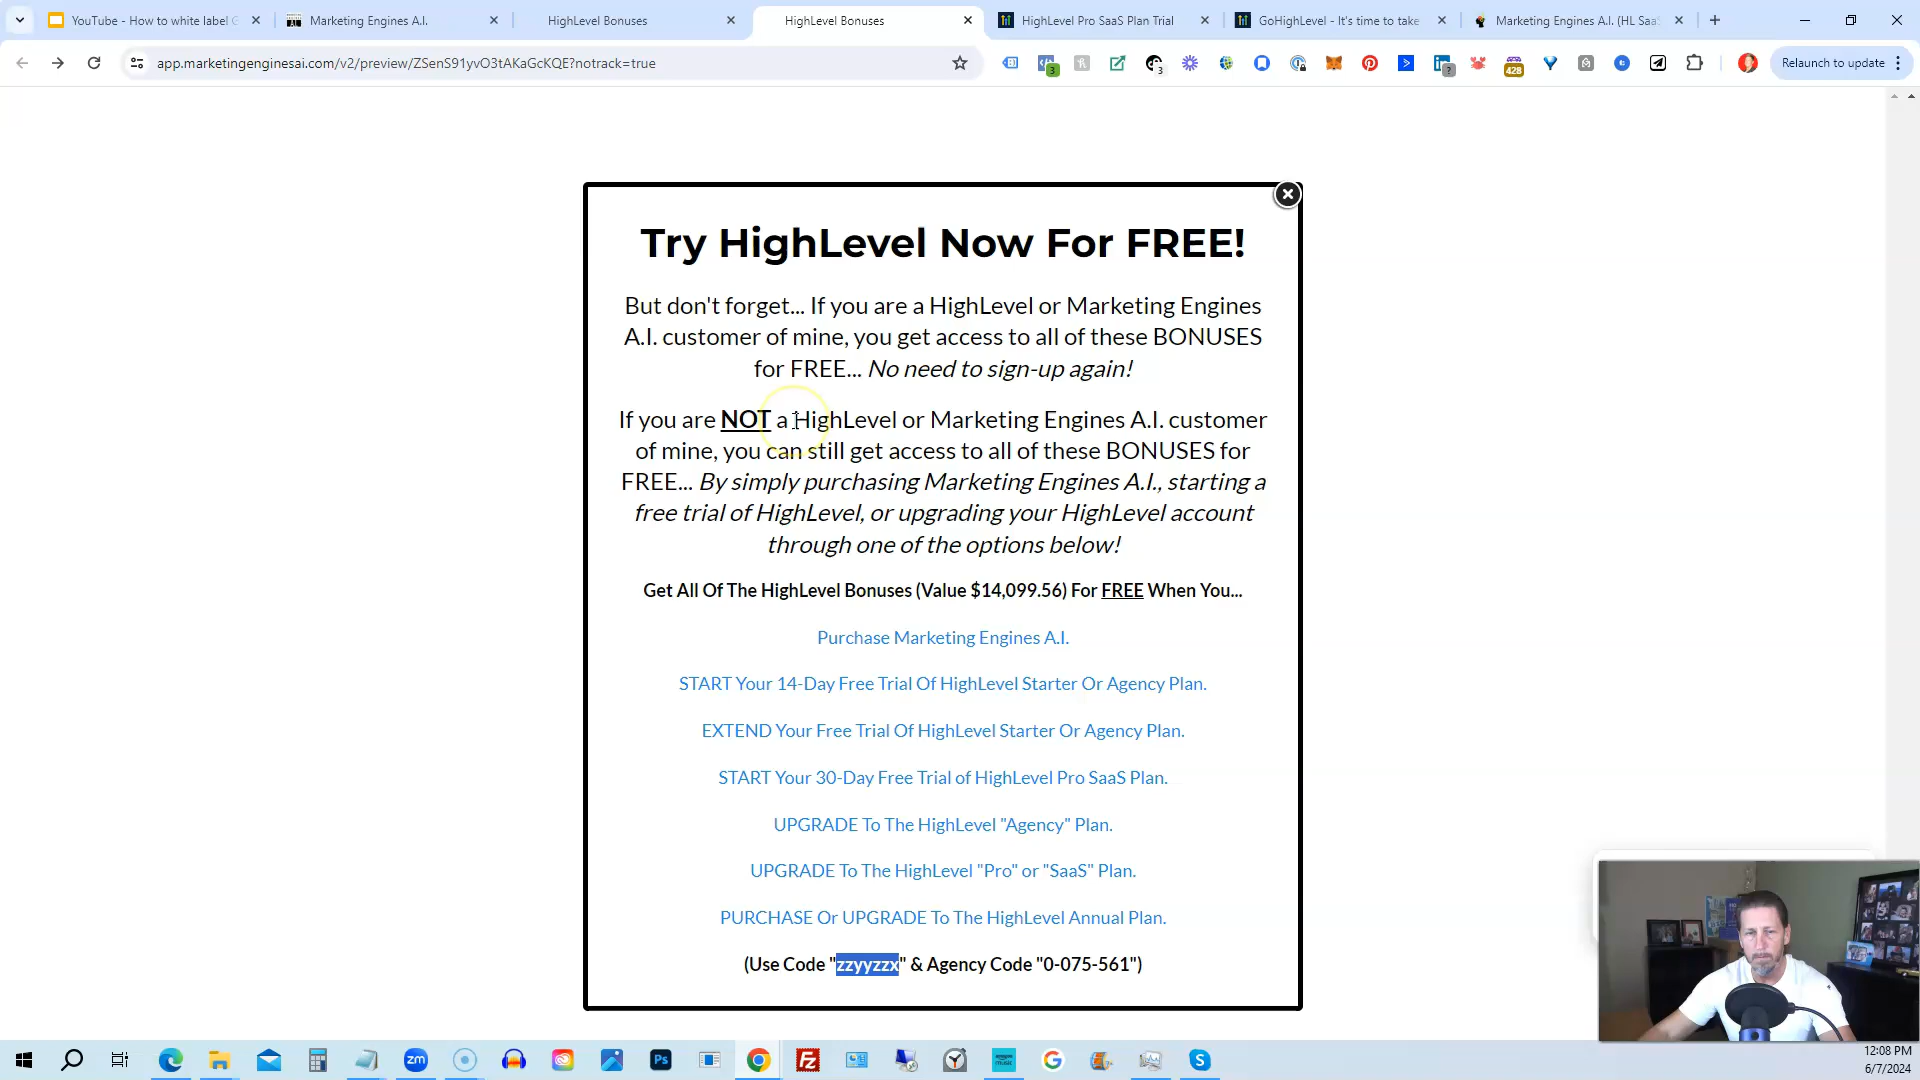 YouTube - How to white label G
Marketing Engines A.I.
HighLevel Bonuses
HighLevel Bonuses
HighLevel Pro SaaS Plan Trial
GoHighLevel - It's time to take
Marketing Engines A.I. (HL Saa
app.marketingenginesai.com/v2/preview/ZSenS91yvO3tAKaGcKQE?notrack=true
3
3
?
428
Relaunch to update
Try HighLevel Now For FREE!
But don't forget... If you are a HighLevel or Marketing Engines
A.I. customer of mine, you get access to all of these BONUSES
for FREE... No need to sign-up again!
If you are NOT a HighLevel or Marketing Engines A.I. customer
of mine, you can still get access to all of these BONUSES for
FREE... By simply purchasing Marketing Engines A.I., starting a
free trial of HighLevel, or upgrading your HighLevel account
through one of the options below!
Get All Of The HighLevel Bonuses (Value $14,099.56) For FREE When You...
Purchase Marketing Engines A.I.
START Your 14-Day Free Trial Of HighLevel Starter Or Agency Plan.
EXTEND Your Free Trial Of HighLevel Starter Or Agency Plan.
START Your 30-Day Free Trial of HighLevel Pro SaaS Plan.
UPGRADE To The HighLevel "Agency" Plan.
UPGRADE To The HighLevel "Pro" or "SaaS" Plan.
PURCHASE Or UPGRADE To The HighLevel Annual Plan.
(Use Code "zzyyzzx" & Agency Code "0-075-561")
zm
Ps
12:08 PM
6/7/2024